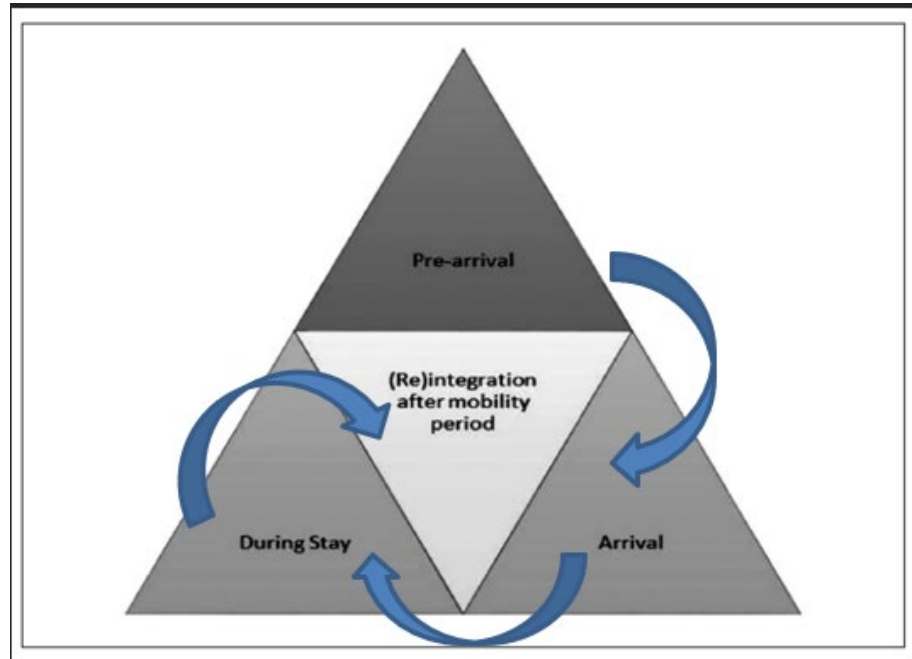 Pre-arrival
(Re)integration
after mobility
period
During Stay
Arrival